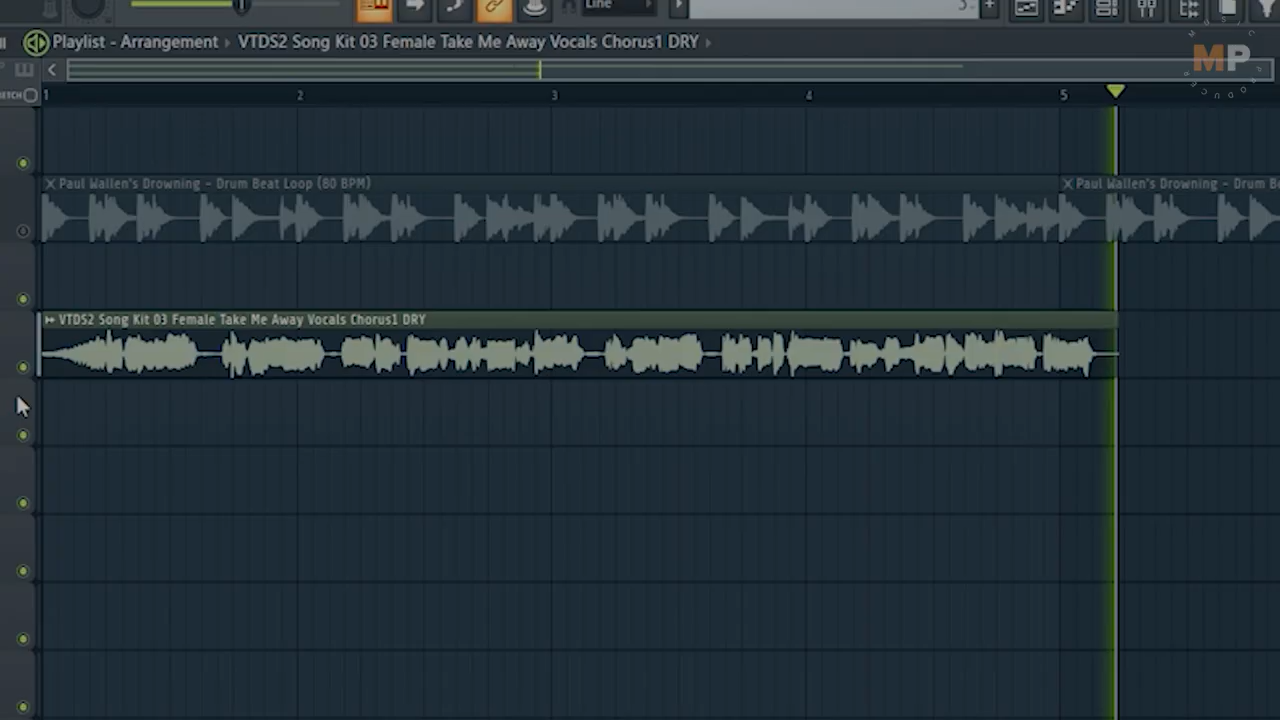 Line
Playlist - Arrangement › VTDS2 Song Kit 03 Female Take Me Away Vocals Chorus1 DRY ›
MP
1 2 3 4 5
Paul Wallen's Drowning - Drum Beat Loop (80 BPM)
Paul Wallen's Drowning - Drum B
VTDS2 Song Kit 03 Female Take Me Away Vocals Chorus1 DRY